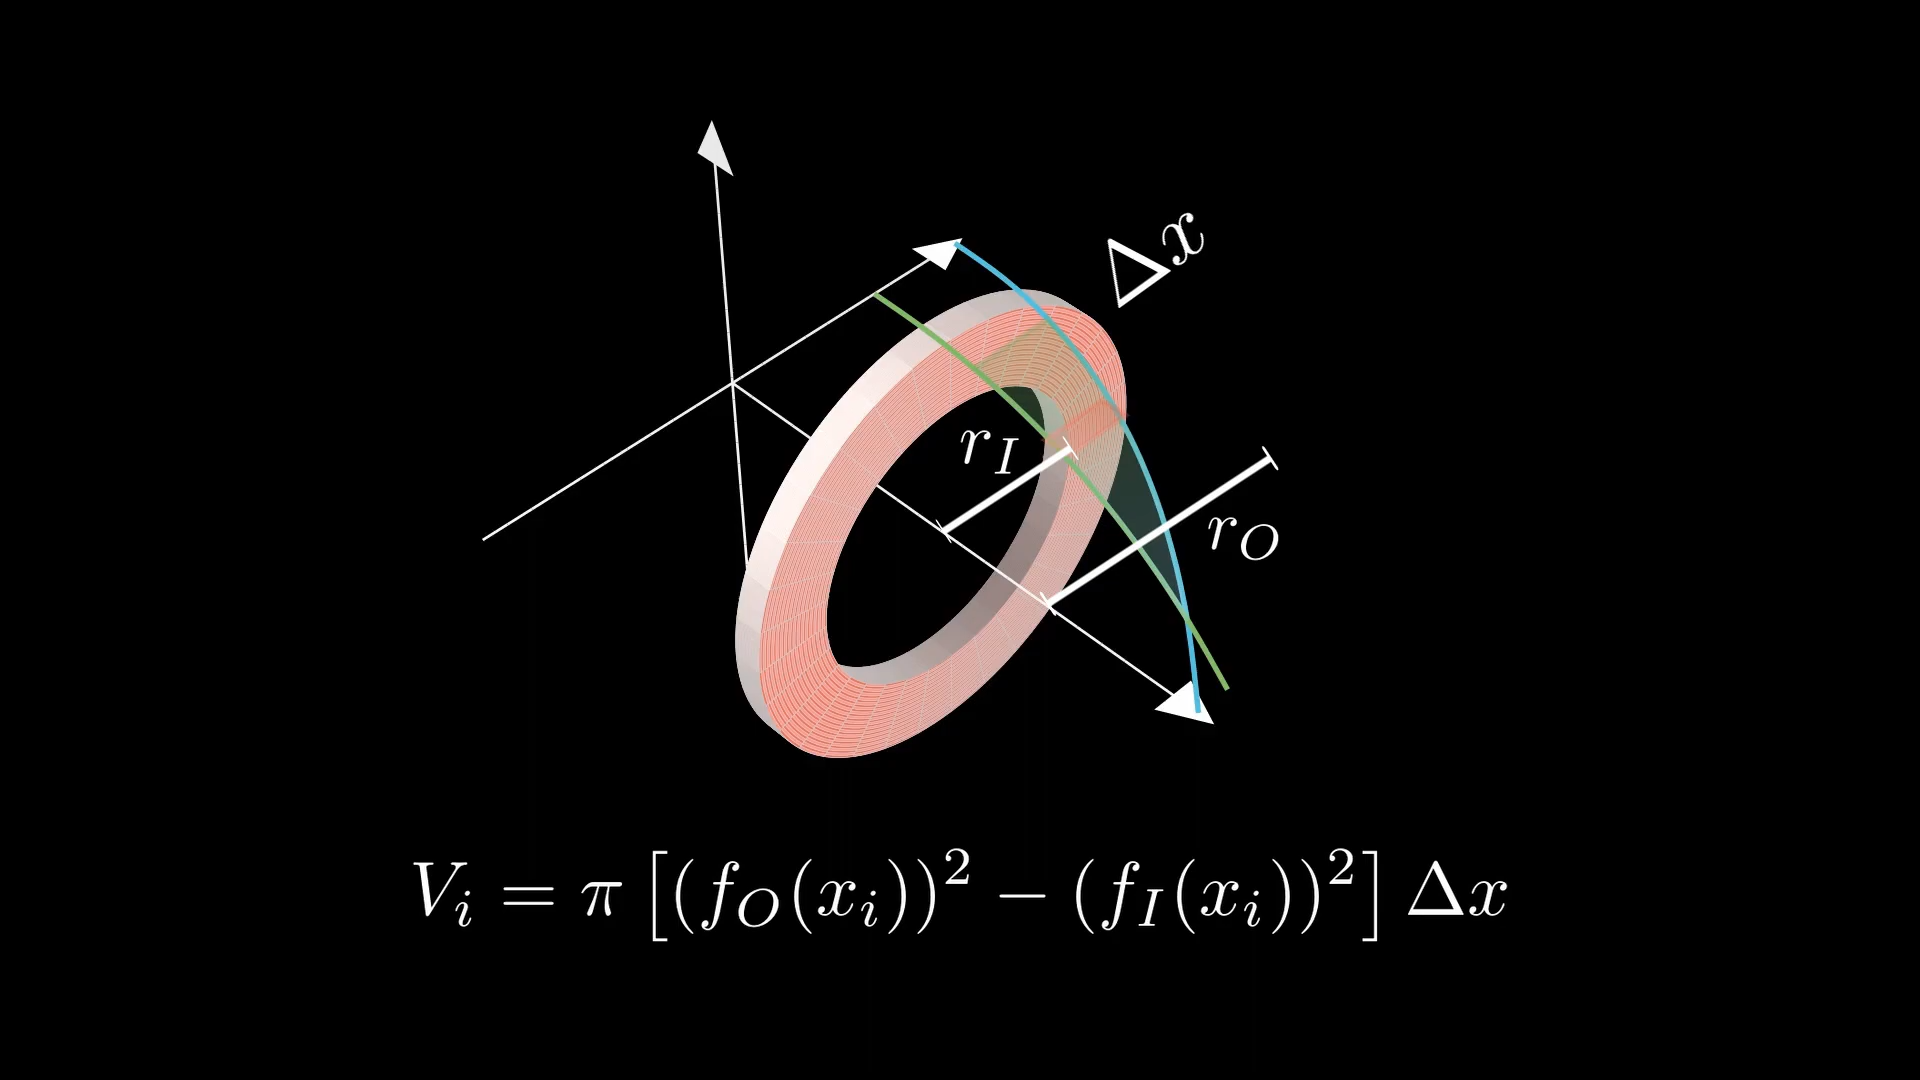 Δx
r_I
r_O
V_i = π [(f_O(x_i))^2 − (f_I(x_i))^2] Δx